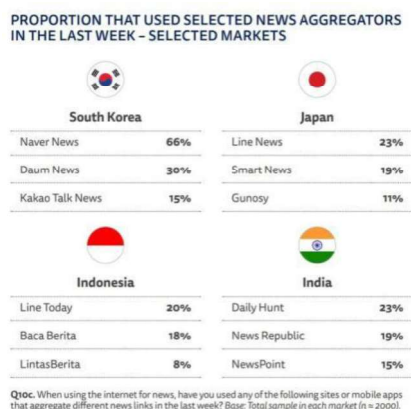 PROPORTION THAT USED SELECTED NEWS AGGREGATORS
IN THE LAST WEEK – SELECTED MARKETS
South Korea
Naver News 66%
Daum News 30%
Kakao Talk News 15%
Japan
Line News 23%
Smart News 19%
Gunosy 11%
Indonesia
Line Today 20%
Baca Berita 18%
LintasBerita 8%
India
Daily Hunt 23%
News Republic 19%
NewsPoint 15%
Q10c. When using the internet for news, have you used any of the following sites or mobile apps
that aggregate different news links in the last week? Base: Total sample in each market (n ≈ 2000).